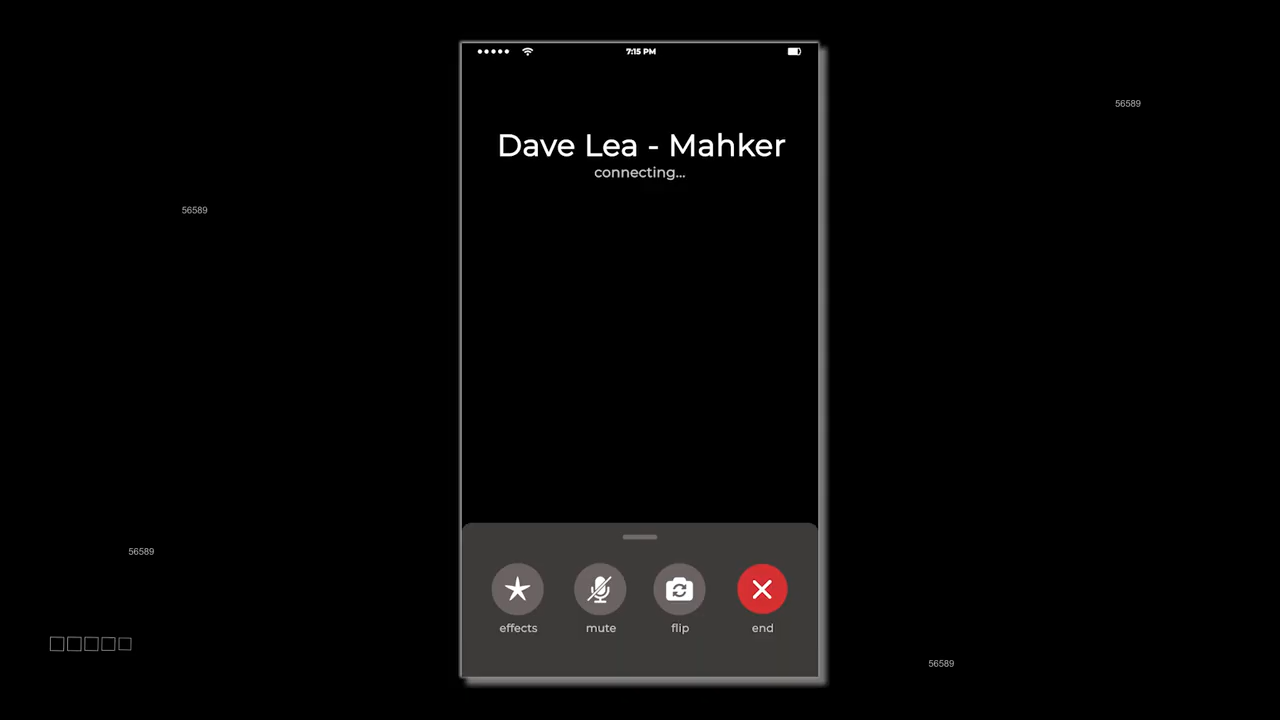 7:15 PM
56589
Dave Lea - Mahker
connecting...
56589
56589
effects mute flip end
56589